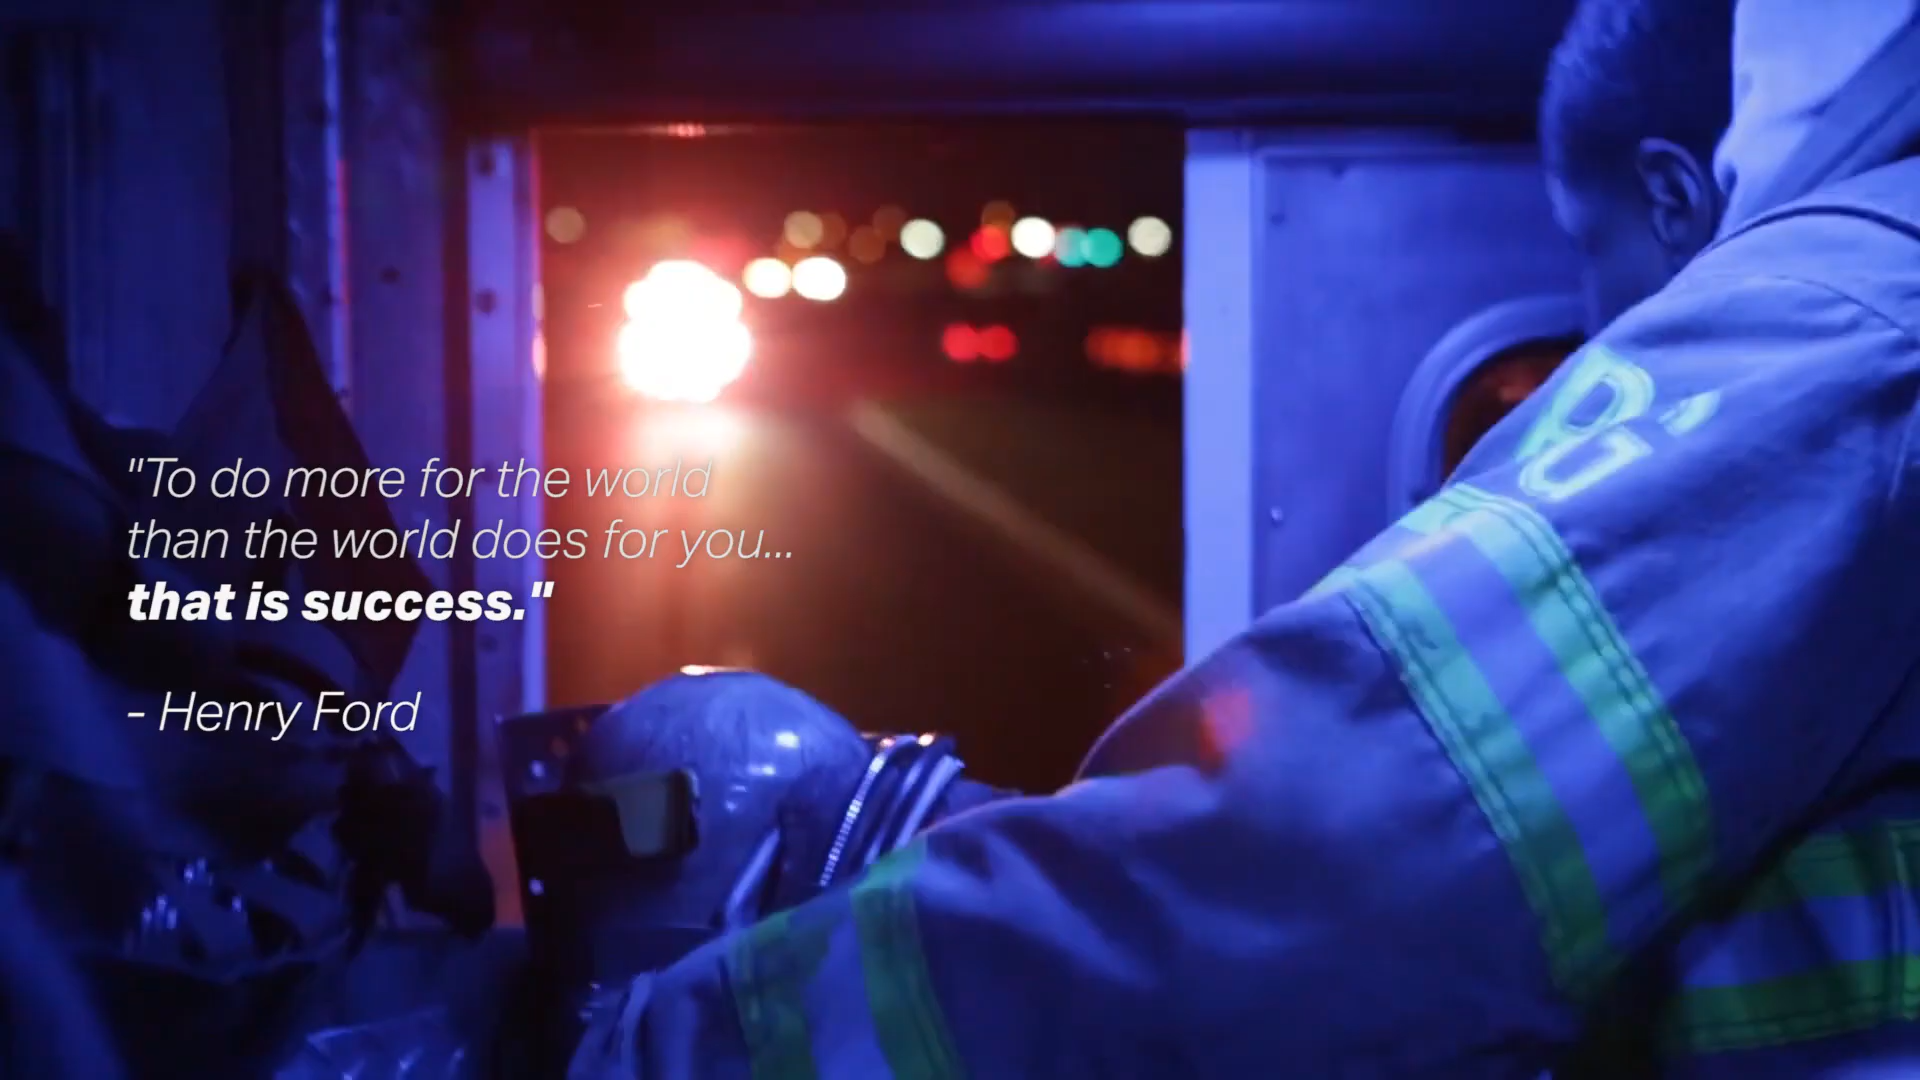 "To do more for the world
than the world does for you...
that is success."
- Henry Ford